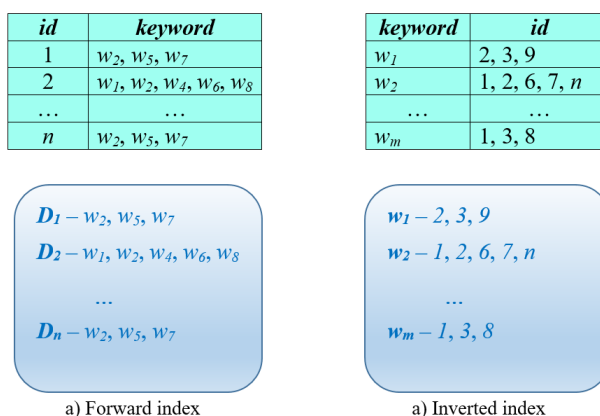 id keyword
1 w2, w5, w7
2 w1, w2, w4, w6, w8
... ...
n w2, w5, w7
keyword id
w1 2, 3, 9
w2 1, 2, 6, 7, n
... ...
wm 1, 3, 8
D1 – w2, w5, w7
D2 – w1, w2, w4, w6, w8
...
Dn – w2, w5, w7
w1 – 2, 3, 9
w2 – 1, 2, 6, 7, n
...
wm – 1, 3, 8
a) Forward index
a) Inverted index